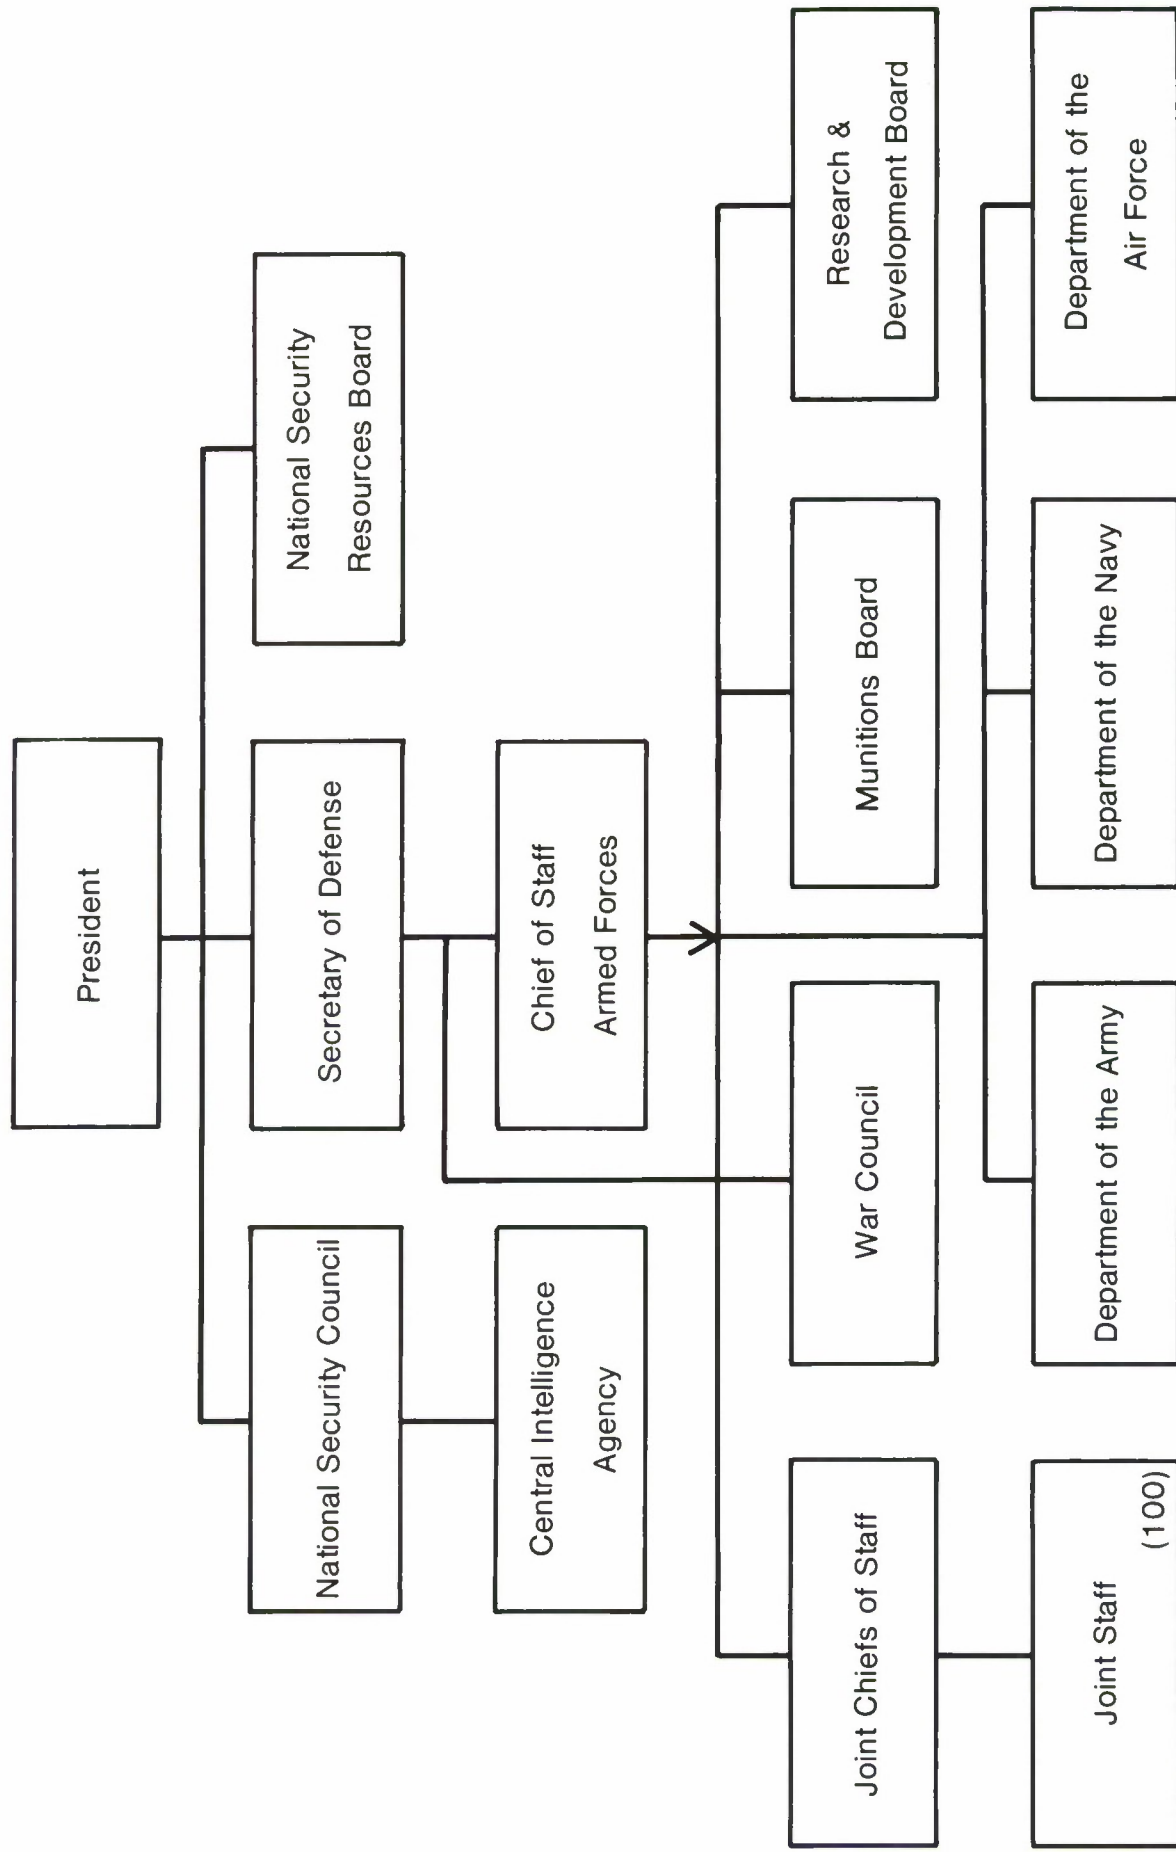 President
National Security Council
Secretary of Defense
National Security
Resources Board
Central Intelligence
Agency
Chief of Staff
Armed Forces
Joint Chiefs of Staff
War Council
Munitions Board
Research &
Development Board
Joint Staff
(100)
Department of the Army
Department of the Navy
Department of the
Air Force